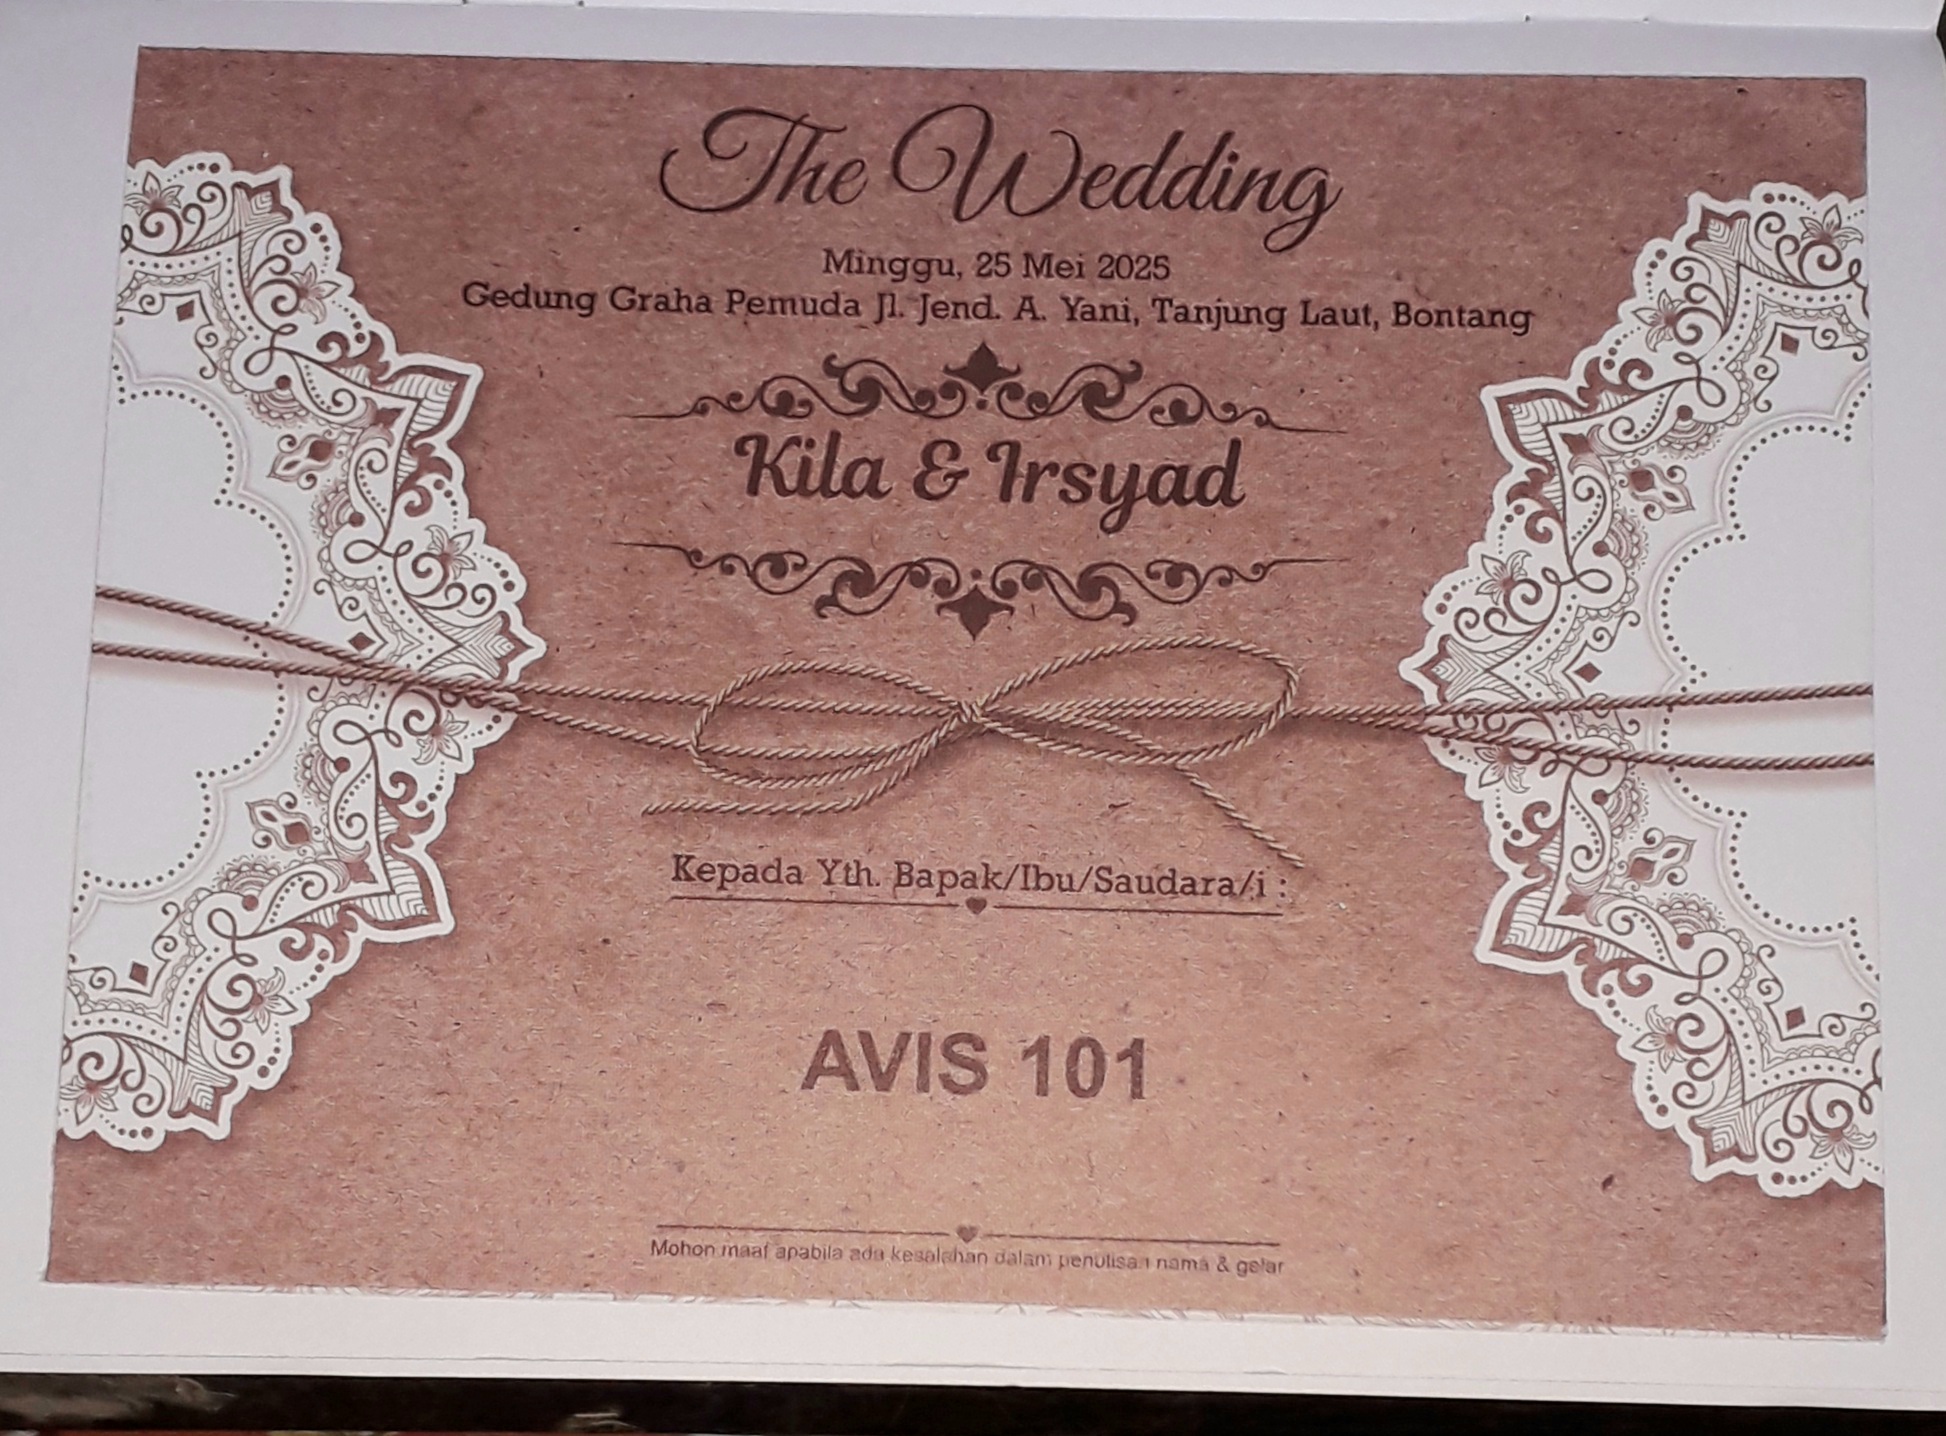 The Wedding
Minggu, 25 Mei 2025
Gedung Graha Pemuda Jl. Jend. A. Yani, Tanjung Laut, Bontang
Kila & Irsyad
Kepada Yth. Bapak/Ibu/Saudara/i :
AVIS 101
Mohon maaf apabila ada kesalahan dalam penulisan nama & gelar